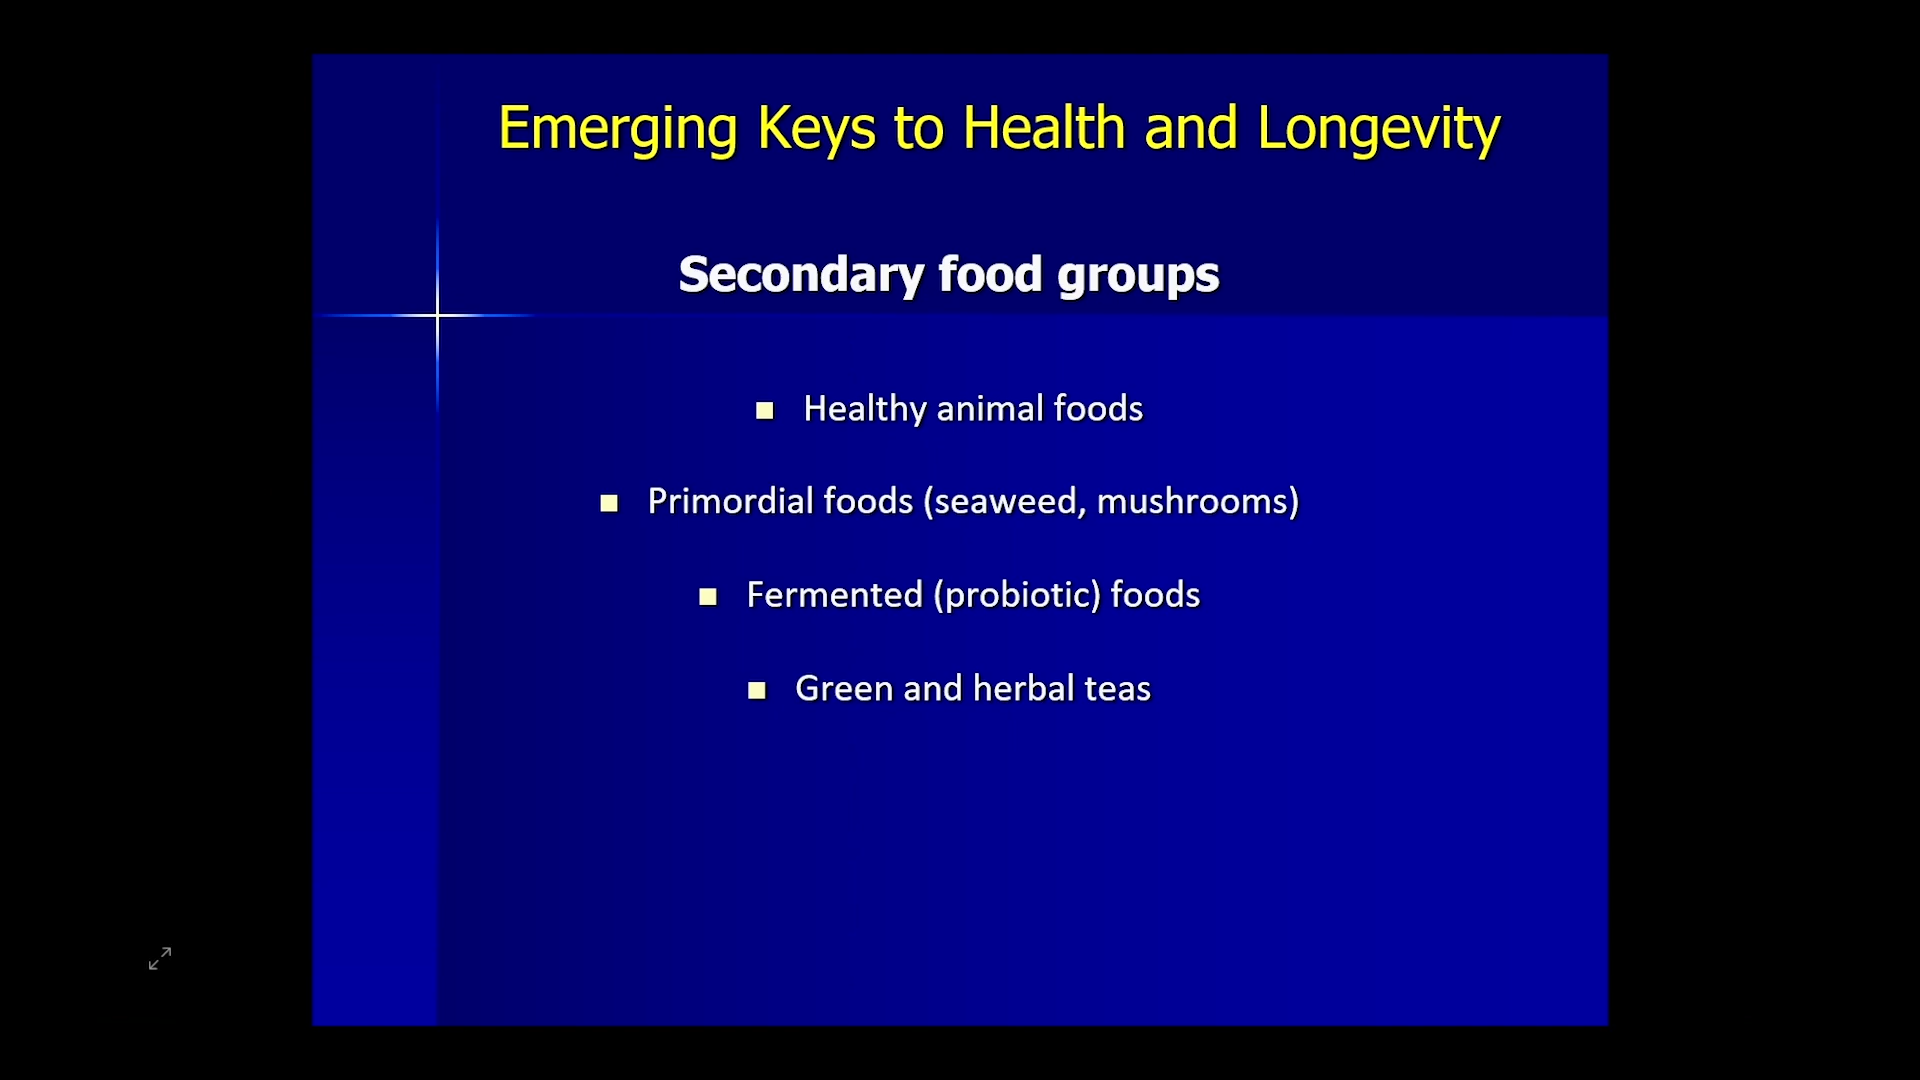 Emerging Keys to Health and Longevity
Secondary food groups
Healthy animal foods
Primordial foods (seaweed, mushrooms)
Fermented (probiotic) foods
Green and herbal teas